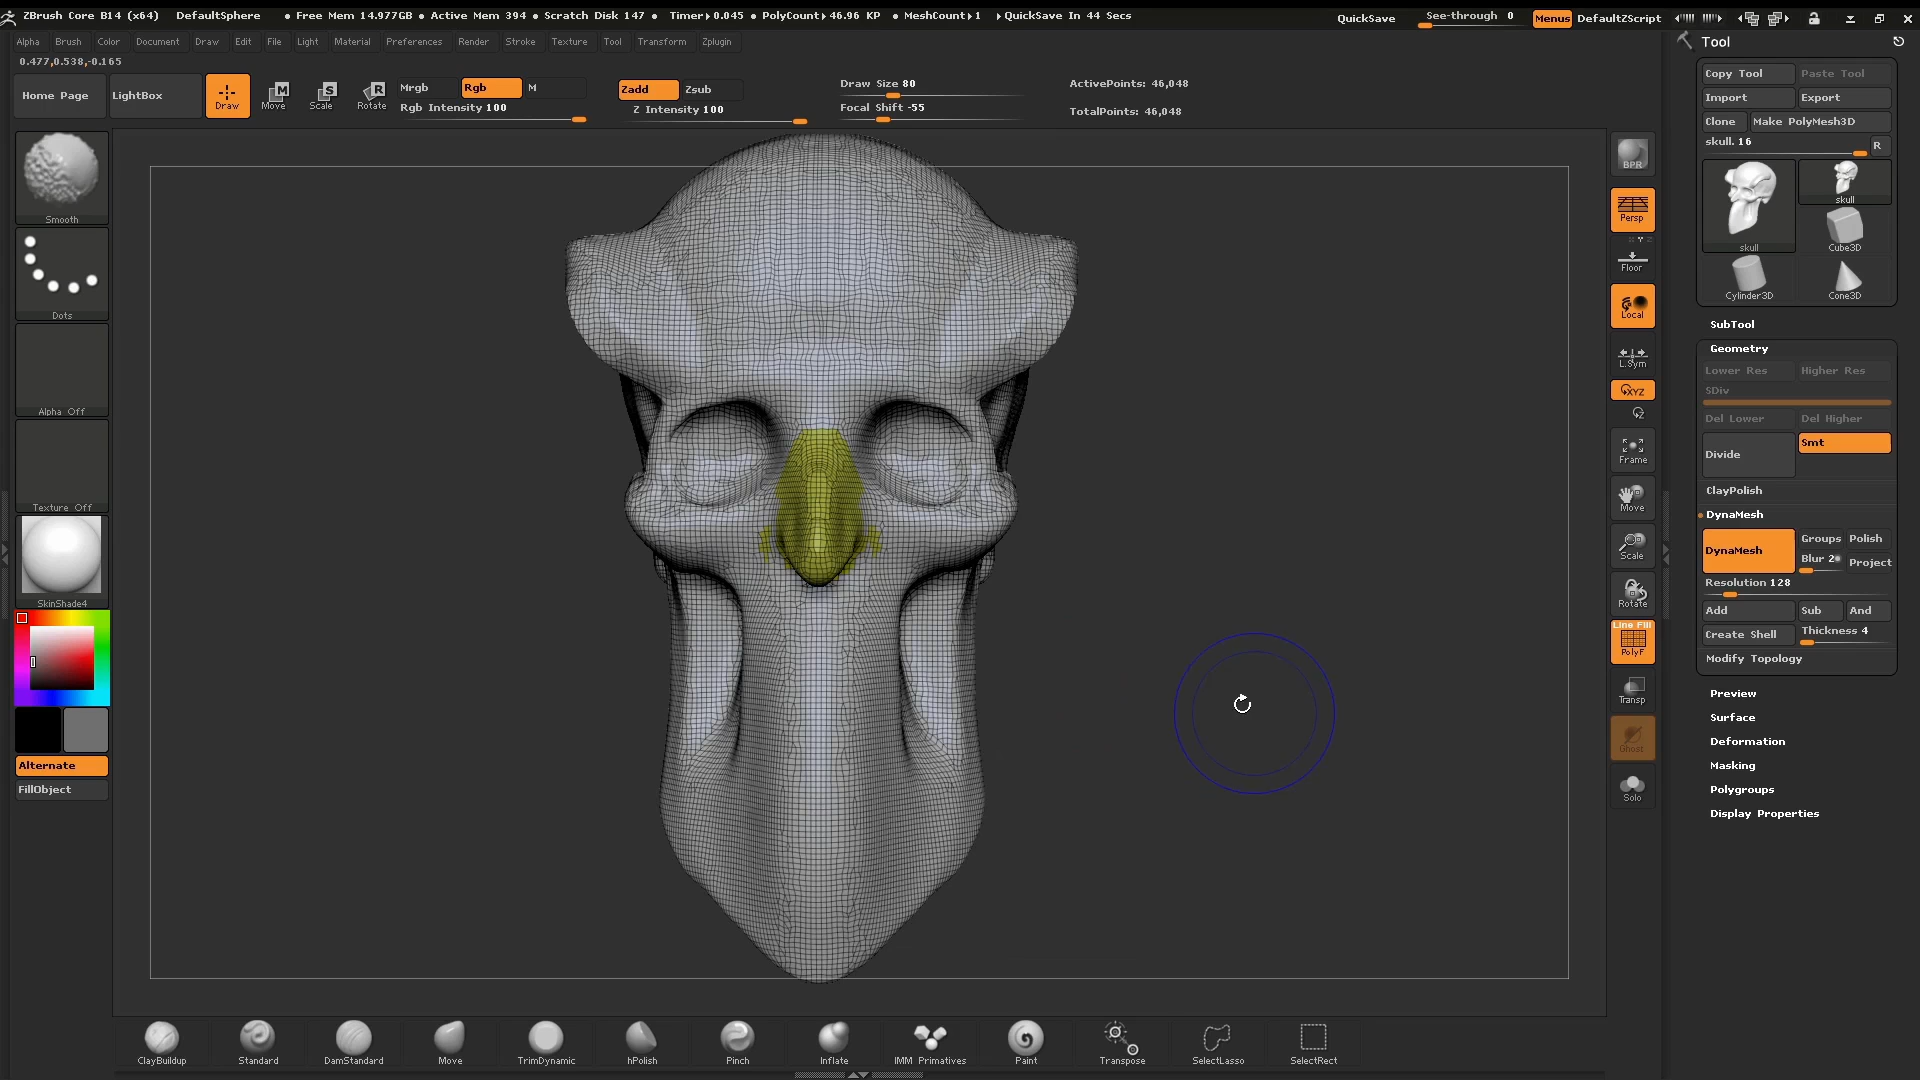 ZBrush Core B14 (x64) DefaultSphere • Free Mem 14.977GB • Active Mem 394 • Scratch Disk 147 • Timer▸0.045 • PolyCount▸46.96 KP • MeshCount▸1 ▸QuickSave In 44 Secs QuickSave See-through 0 Menus DefaultZScript
Alpha Brush Color Document Draw Edit File Light Material Preferences Render Stroke Texture Tool Transform Zplugin
0.477,0.538,-0.165
Home Page LightBox Draw Move Scale Rotate
M S R
Mrgb Rgb M
Rgb Intensity 100
Zadd Zsub
Z Intensity 100
Draw Size 80
Focal Shift -55
ActivePoints: 46,048
TotalPoints: 46,048
Smooth
Dots
Alpha Off
Texture Off
SkinShade4
Alternate
FillObject
BPR
Persp
Floor
Local
L.Sym
XYZ
Z
Frame
Move
Scale
Rotate
Line Fill
PolyF
Transp
Ghost
Solo
Tool
Copy Tool Paste Tool
Import Export
Clone Make PolyMesh3D
skull. 16 R
skull skull
Cube3D
Cylinder3D Cone3D
SubTool
Geometry
Lower Res Higher Res
SDiv
Del Lower Del Higher
Divide Smt
ClayPolish
DynaMesh
DynaMesh Groups Polish
Blur 2 Project
Resolution 128
Add Sub And
Create Shell Thickness 4
Modify Topology
Preview
Surface
Deformation
Masking
Polygroups
Display Properties
ClayBuildup Standard DamStandard Move TrimDynamic hPolish Pinch Inflate IMM Primitives Paint Transpose SelectLasso SelectRect